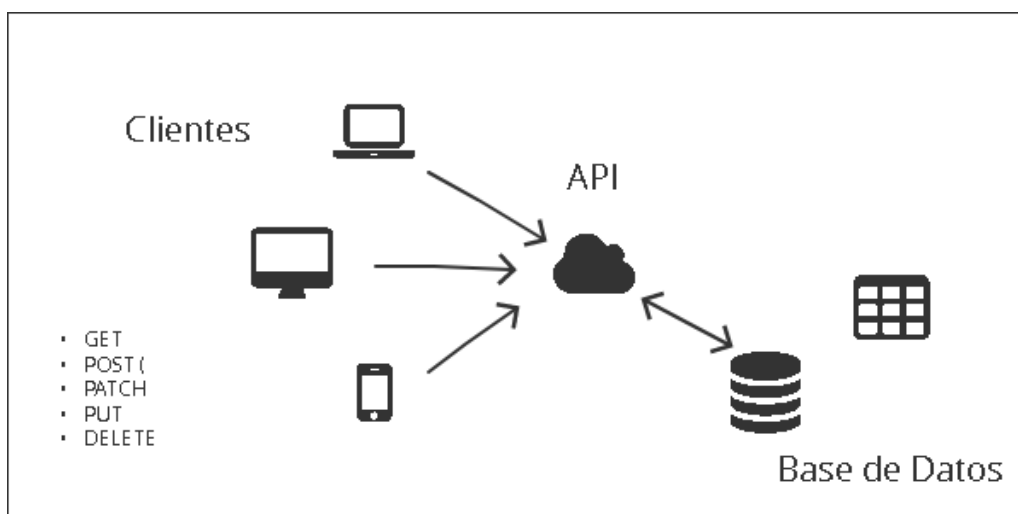 Clientes
API
• GET
• POST (
• PATCH
• PUT
• DELETE
Base de Datos